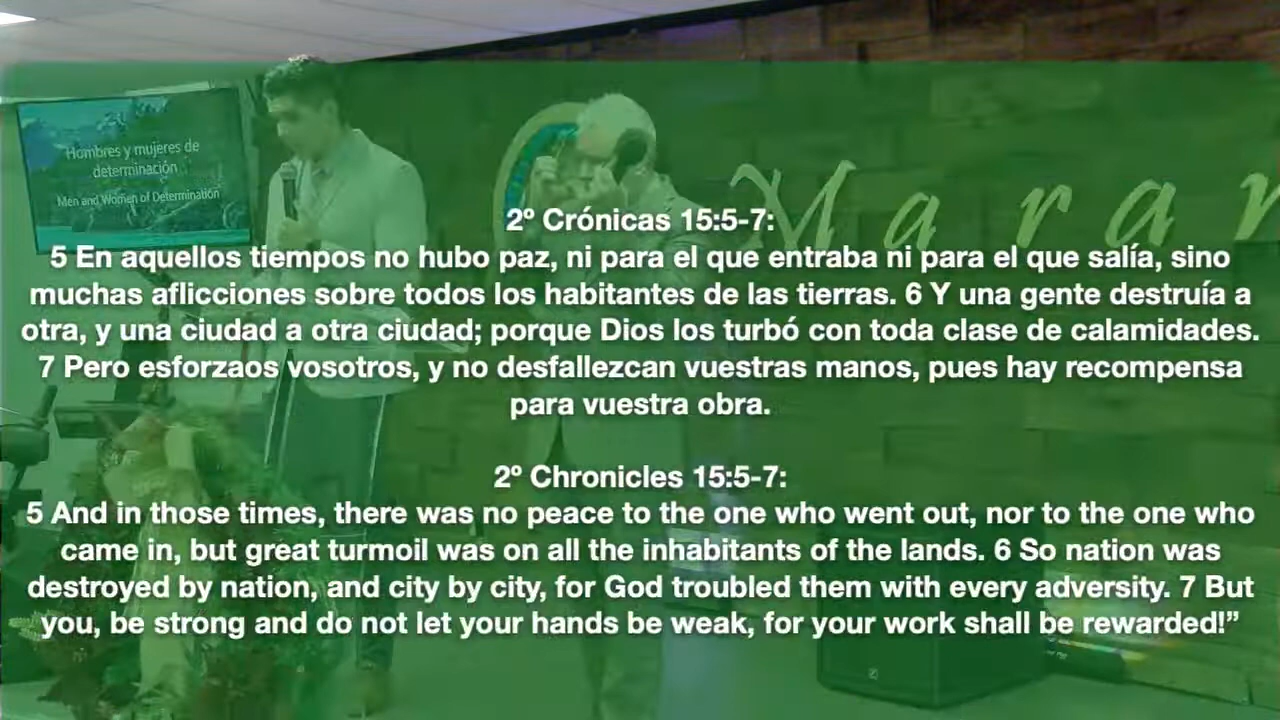 Hombres y mujeres de
determinación
Men and Women of Determination
Maran
2º Crónicas 15:5-7:
5 En aquellos tiempos no hubo paz, ni para el que entraba ni para el que salía, sino
muchas aflicciones sobre todos los habitantes de las tierras. 6 Y una gente destruía a
otra, y una ciudad a otra ciudad; porque Dios los turbó con toda clase de calamidades.
7 Pero esforzaos vosotros, y no desfallezcan vuestras manos, pues hay recompensa
para vuestra obra.
2º Chronicles 15:5-7:
5 And in those times, there was no peace to the one who went out, nor to the one who
came in, but great turmoil was on all the inhabitants of the lands. 6 So nation was
destroyed by nation, and city by city, for God troubled them with every adversity. 7 But
you, be strong and do not let your hands be weak, for your work shall be rewarded!”